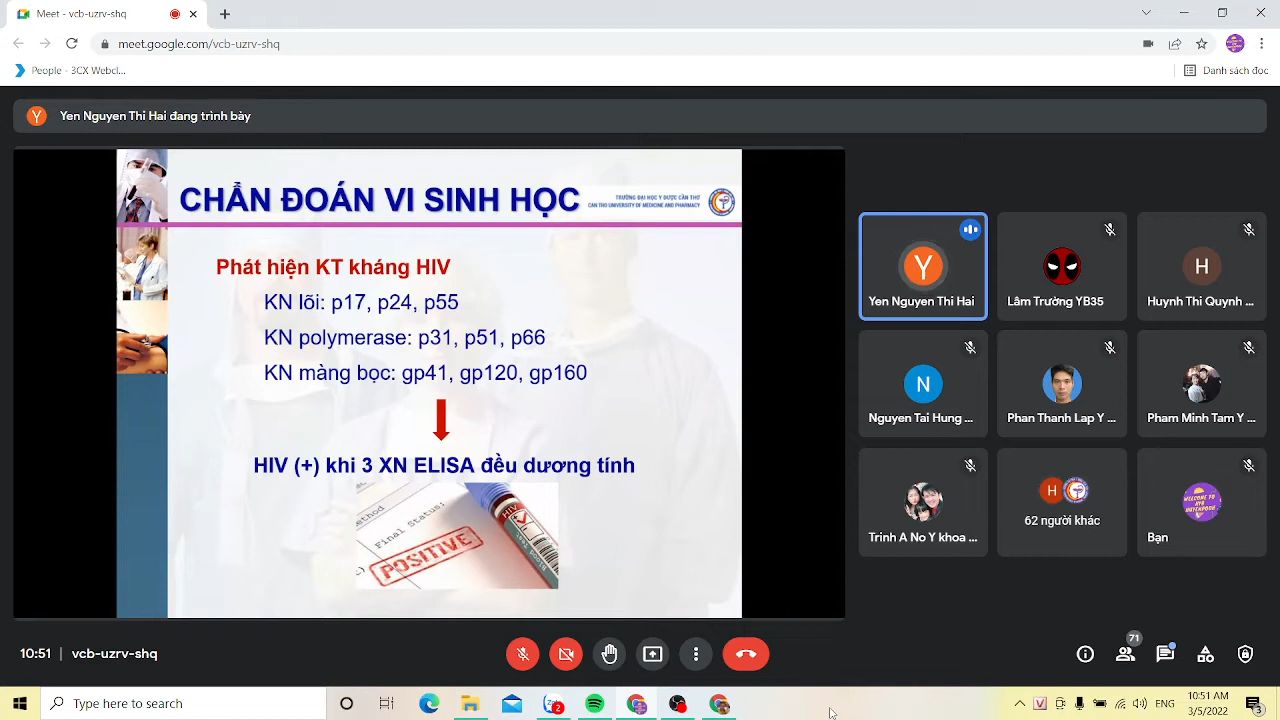 Meet - vcb-uzrv-shq
meet.google.com/vcb-uzrv-shq
People - 3CX Webcl...
Danh sách đọc
Y
Yen Nguyen Thi Hai đang trình bày
CHẨN ĐOÁN VI SINH HỌC
TRƯỜNG ĐẠI HỌC Y DƯỢC CẦN THƠ
CAN THO UNIVERSITY OF MEDICINE AND PHARMACY
Phát hiện KT kháng HIV
KN lõi: p17, p24, p55
KN polymerase: p31, p51, p66
KN màng bọc: gp41, gp120, gp160
HIV (+) khi 3 XN ELISA đều dương tính
Final Status:
POSITIVE
HIV
Blood Test
Y
Yen Nguyen Thi Hai
Lâm Trường YB35
H
Huynh Thi Quynh ...
N
Nguyen Tai Hung ...
Phan Thanh Lap Y ...
Pham Minh Tam Y ...
Trinh A No Y khoa ...
H
62 người khác
WELCOME TO
Bạn
10:51 | vcb-uzrv-shq
71
Type here to search
2
ENG
10:51 AM
3